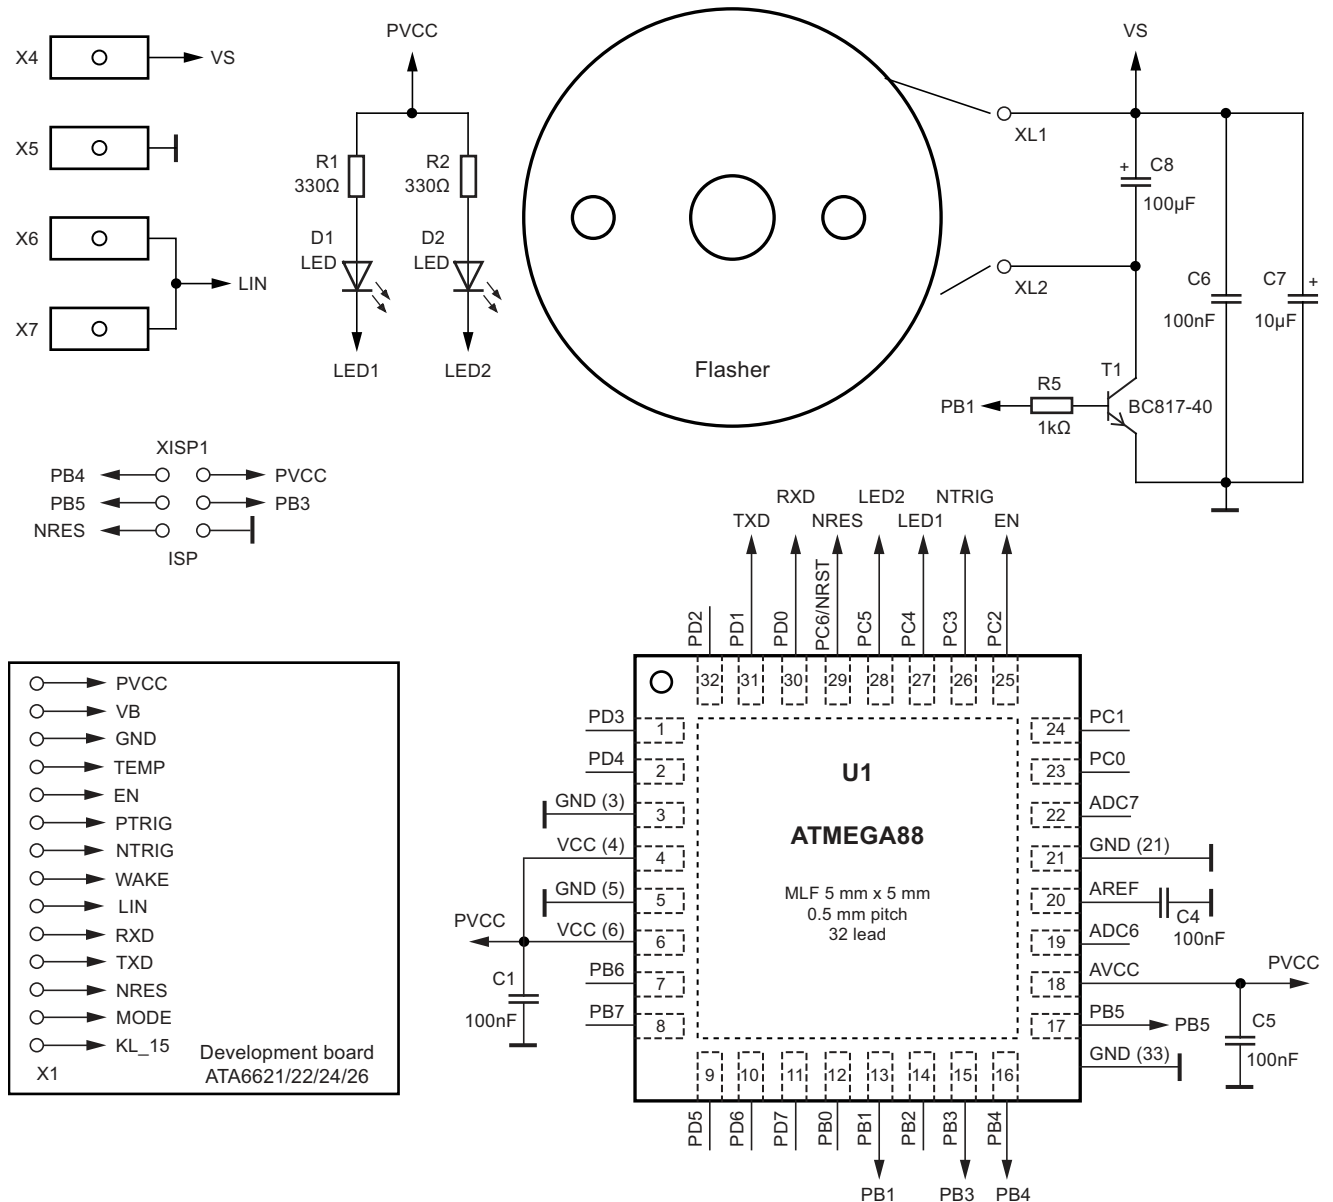 X4
VS
X5
X6
LIN
X7
PVCC
R1
330Ω
R2
330Ω
D1
LED
D2
LED
LED1
LED2
Flasher
VS
XL1
XL2
+
C8
100µF
C6
100nF
C7
+
10µF
T1
BC817-40
R5
1kΩ
PB1
XISP1
PB4
PVCC
PB5
PB3
NRES
ISP
PVCC
VB
GND
TEMP
EN
PTRIG
NTRIG
WAKE
LIN
RXD
TXD
NRES
MODE
KL_15
X1
Development board
ATA6621/22/24/26
RXD
LED2
NTRIG
TXD
NRES
LED1
EN
PD2
PD1
PD0
PC6/NRST
PC5
PC4
PC3
PC2
32
31
30
29
28
27
26
25
PD3
1
PD4
2
GND (3)
3
VCC (4)
4
GND (5)
5
VCC (6)
6
PB6
7
PB7
8
PVCC
C1
100nF
U1
ATMEGA88
MLF 5 mm x 5 mm
0.5 mm pitch
32 lead
24
PC1
23
PC0
22
ADC7
21
GND (21)
20
AREF
C4
100nF
19
ADC6
18
AVCC
PVCC
17
PB5
PB5
C5
100nF
GND (33)
9
10
11
12
13
14
15
16
PD5
PD6
PD7
PB0
PB1
PB2
PB3
PB4
PB1
PB3
PB4